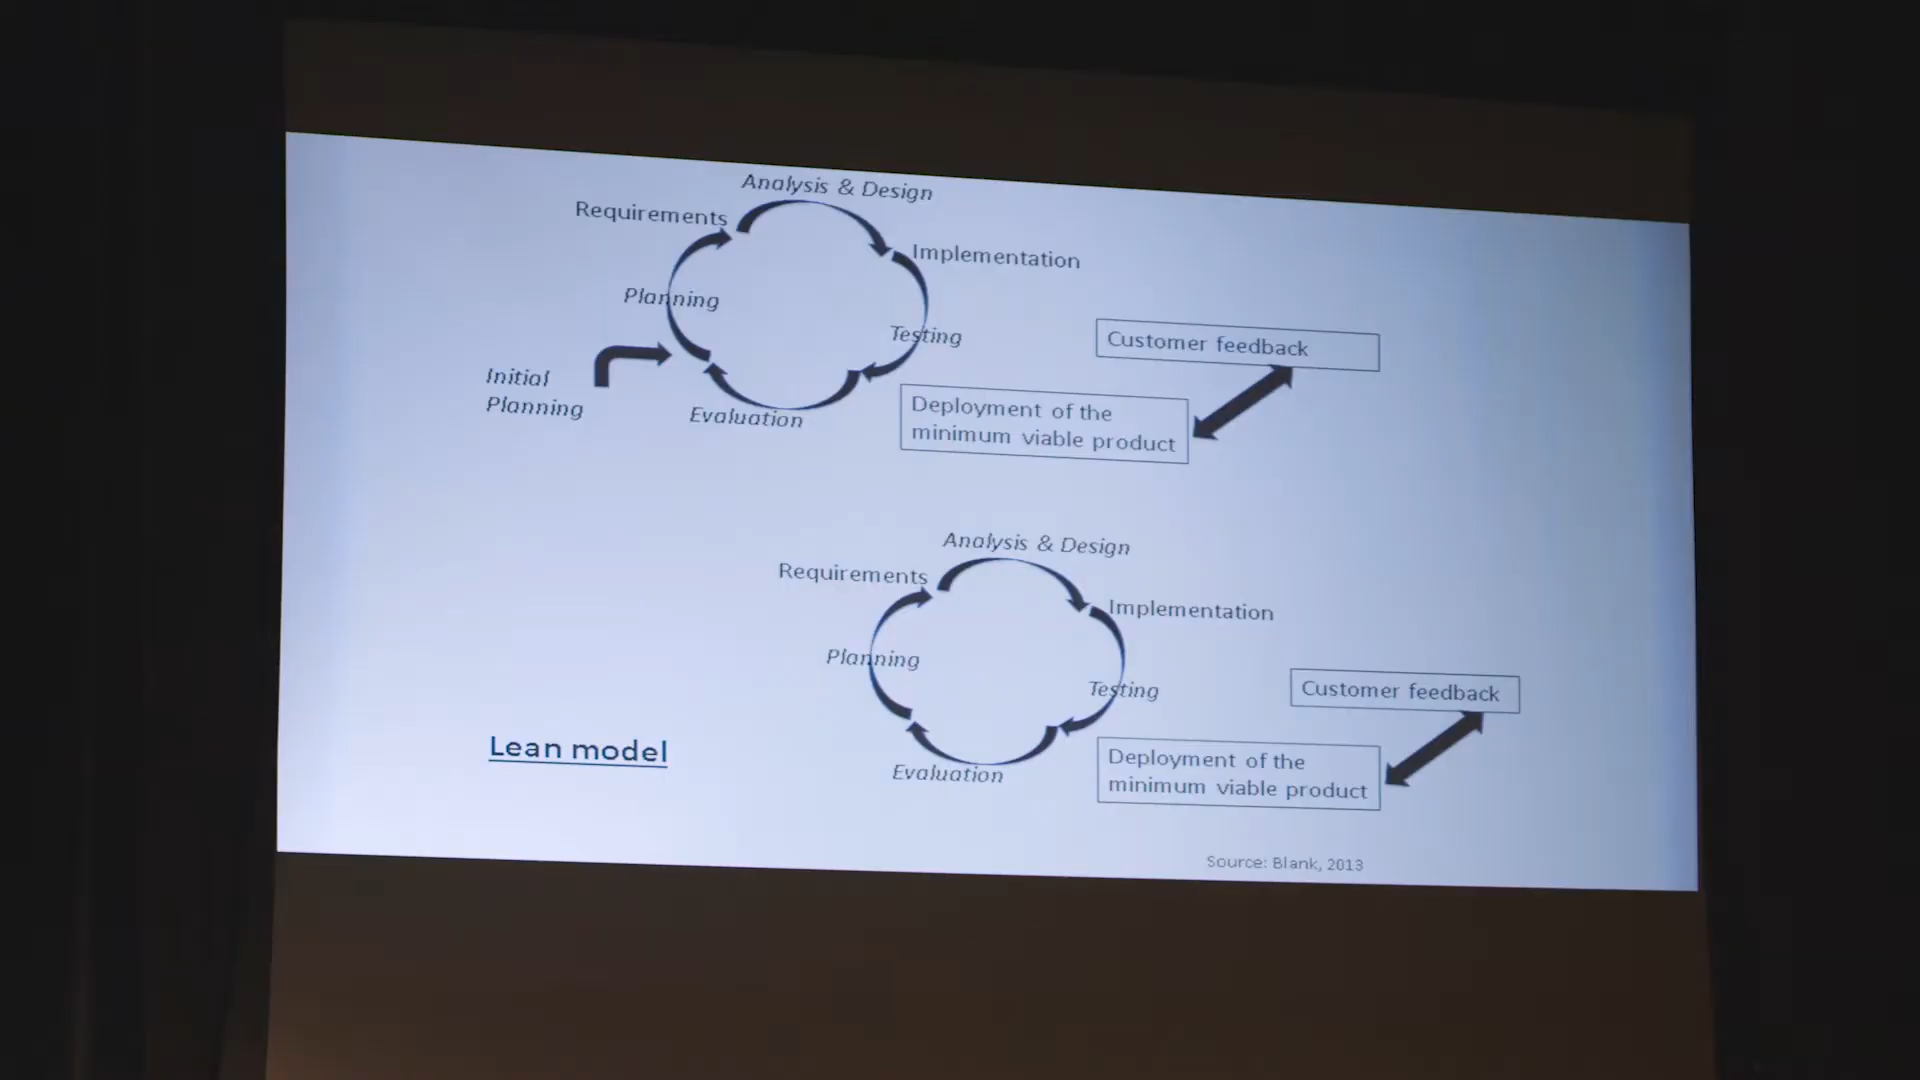 Analysis & Design
Requirements
Implementation
Planning
Testing
Customer feedback
Initial
Planning
Evaluation
Deployment of the
minimum viable product
Analysis & Design
Requirements
Implementation
Planning
Testing
Customer feedback
Lean model
Evaluation
Deployment of the
minimum viable product
Source: Blank, 2013